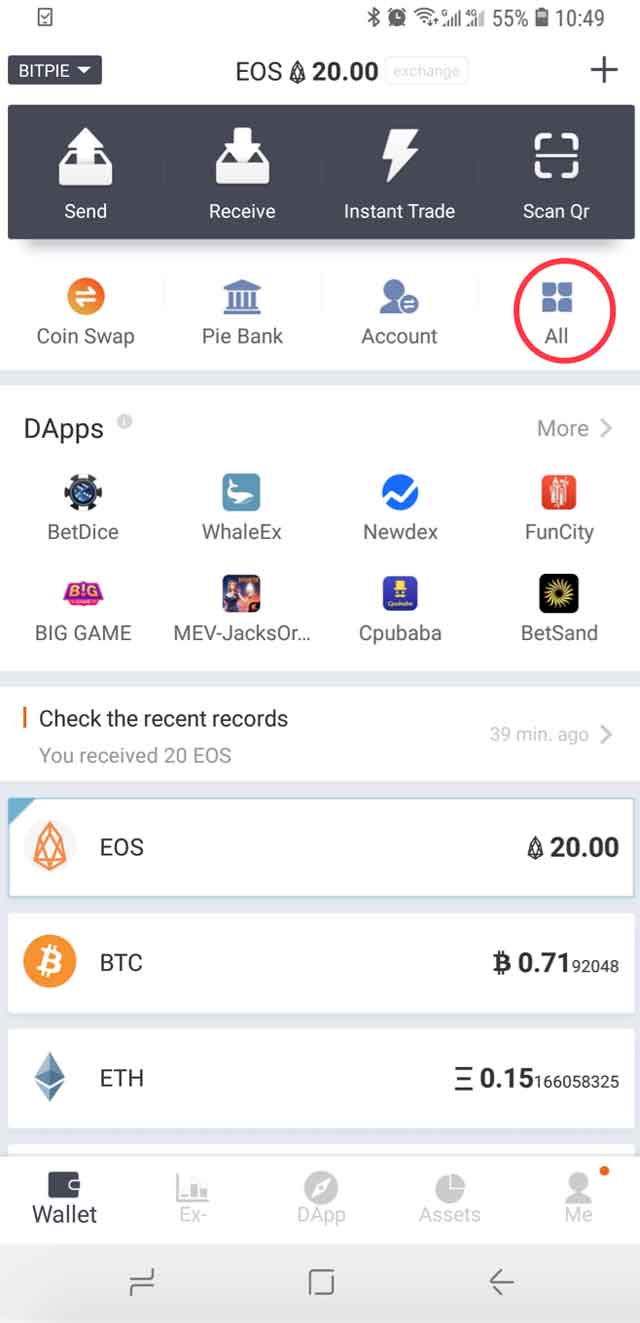 55% 10:49
BITPIE EOS 20.00 exchange
Send Receive Instant Trade Scan Qr
Coin Swap Pie Bank Account All
DApps More
BetDice WhaleEx Newdex FunCity
BIG GAME MEV-JacksOr... Cpubaba BetSand
Check the recent records
39 min. ago
You received 20 EOS
EOS 20.00
BTC ₿ 0.7192048
ETH Ξ 0.15166058325
Wallet Ex- DApp Assets Me